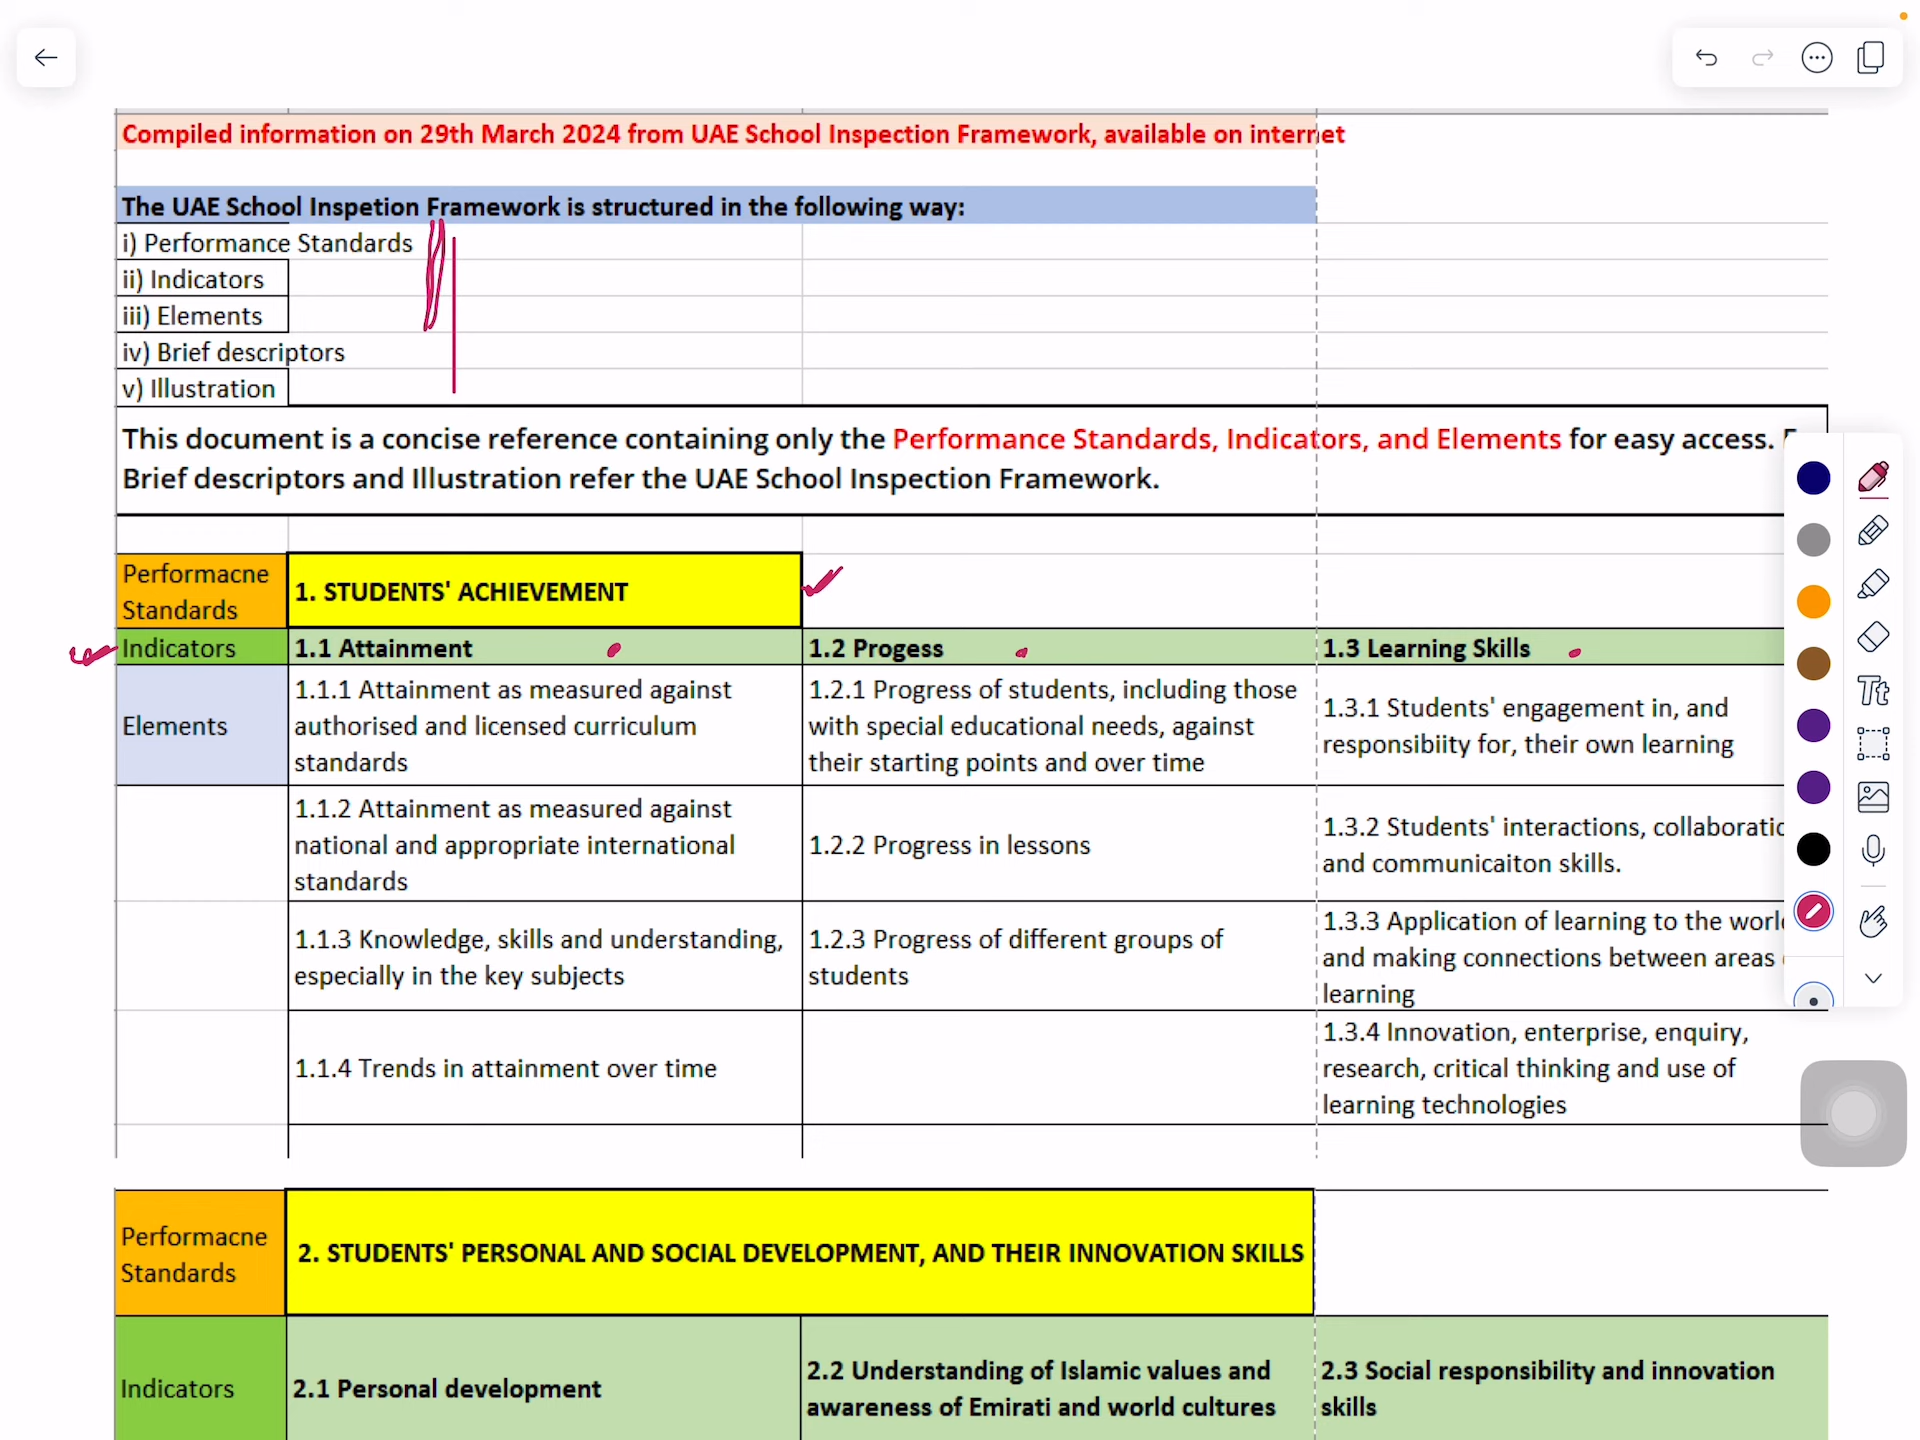 Compiled information on 29th March 2024 from UAE School Inspection Framework, available on internet
The UAE School Inspetion Framework is structured in the following way:
i) Performance Standards
ii) Indicators
iii) Elements
iv) Brief descriptors
v) Illustration
This document is a concise reference containing only the Performance Standards, Indicators, and Elements for easy access.
Brief descriptors and Illustration refer the UAE School Inspection Framework.
Performacne
Standards
1. STUDENTS' ACHIEVEMENT
Indicators
1.1 Attainment
1.2 Progess
1.3 Learning Skills
Elements
1.1.1 Attainment as measured against
authorised and licensed curriculum
standards
1.2.1 Progress of students, including those
with special educational needs, against
their starting points and over time
1.3.1 Students' engagement in, and
responsibiity for, their own learning
1.1.2 Attainment as measured against
national and appropriate international
standards
1.2.2 Progress in lessons
1.3.2 Students' interactions,
and communicaiton skills.
1.1.3 Knowledge, skills and understanding,
especially in the key subjects
1.2.3 Progress of different groups of
students
1.3.3 Application of learning to the
and making connections between areas
learning
1.1.4 Trends in attainment over time
1.3.4 Innovation, enterprise, enquiry,
research, critical thinking and use of
learning technologies
Performacne
Standards
2. STUDENTS' PERSONAL AND SOCIAL DEVELOPMENT, AND THEIR INNOVATION SKILLS
Indicators
2.1 Personal development
2.2 Understanding of Islamic values and
awareness of Emirati and world cultures
2.3 Social responsibility and innovation
skills
Tt